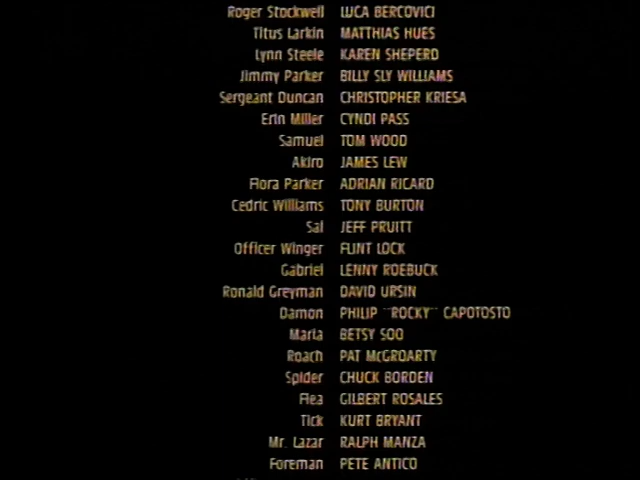 Roger Stockwell LUCA BERCOVICI
Titus Larkin MATTHIAS HUES
Lynn Steele KAREN SHEPERD
Jimmy Parker BILLY SLY WILLIAMS
Sergeant Duncan CHRISTOPHER KRIESA
Erin Miller CYNDI PASS
Samuel TOM WOOD
Akiro JAMES LEW
Flora Parker ADRIAN RICARD
Cedric Williams TONY BURTON
Sal JEFF PRUITT
Officer Winger FLINT LOCK
Gabriel LENNY ROEBUCK
Ronald Greyman DAVID URSIN
Damon PHILIP "ROCKY" CAPOTOSTO
Maria BETSY SOO
Roach PAT McGROARTY
Spider CHUCK BORDEN
Flea GILBERT ROSALES
Tick KURT BRYANT
Mr. Lazar RALPH MANZA
Foreman PETE ANTICO